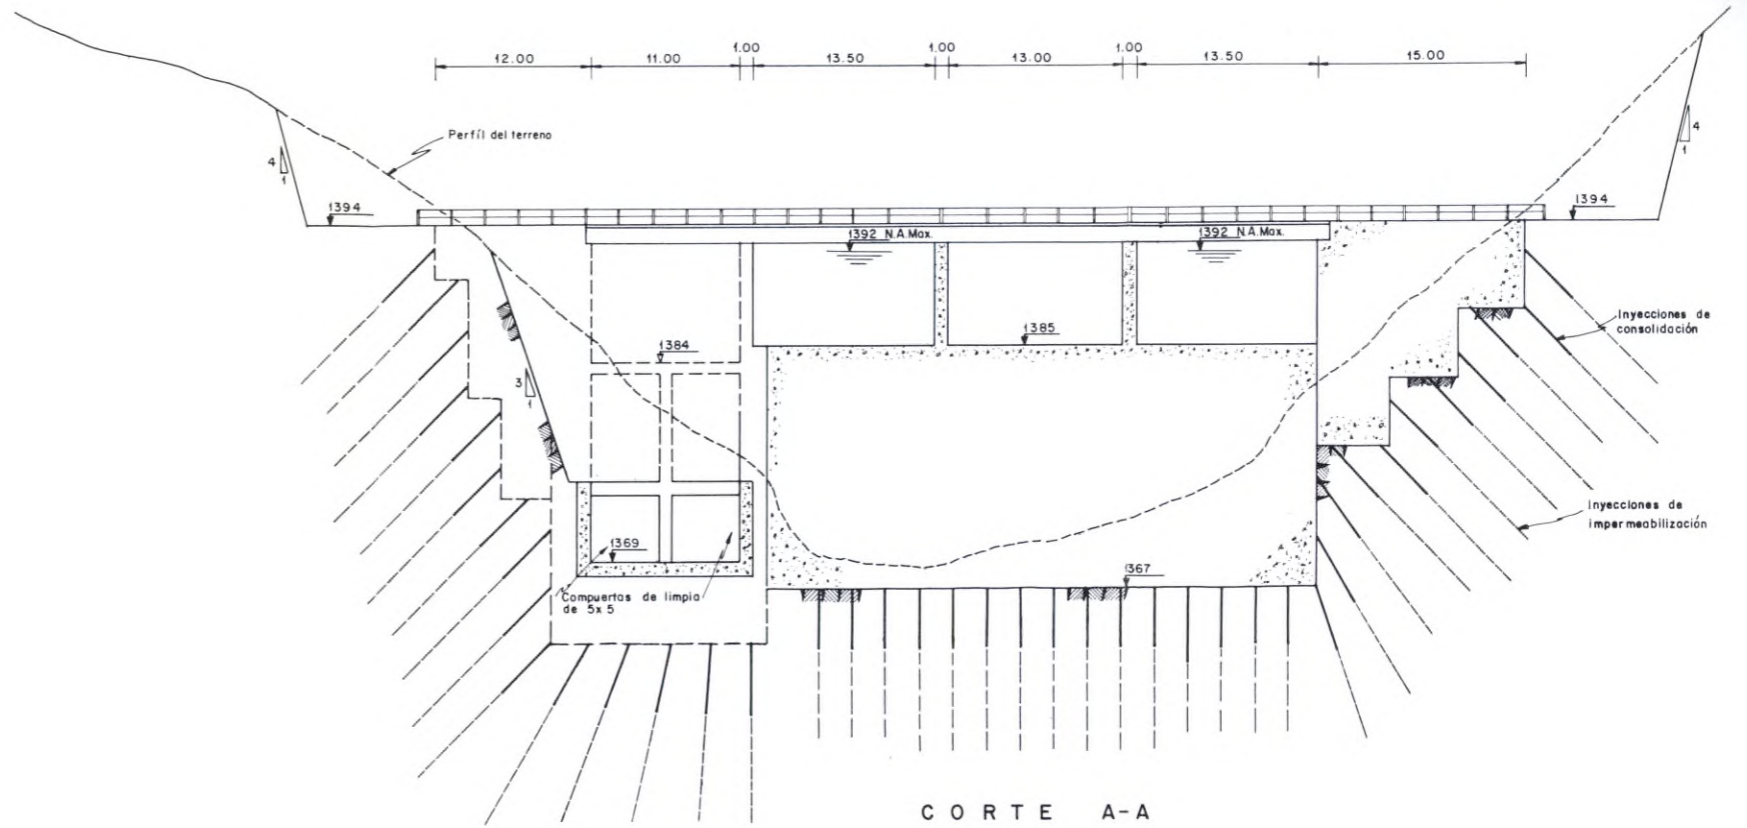 1.00 1.00 1.00
12.00 11.00 13.50 13.00 13.50 15.00
Perfíl del terreno
4
1
4
1
1394
1394
1392 N.A.Max.
1392 N.A.Max.
Inyecciones de
consolidación
1384
1385
3
1
Inyecciones de
impermeabilización
1369
1367
Compuertas de limpia
de 5x5
CORTE A-A